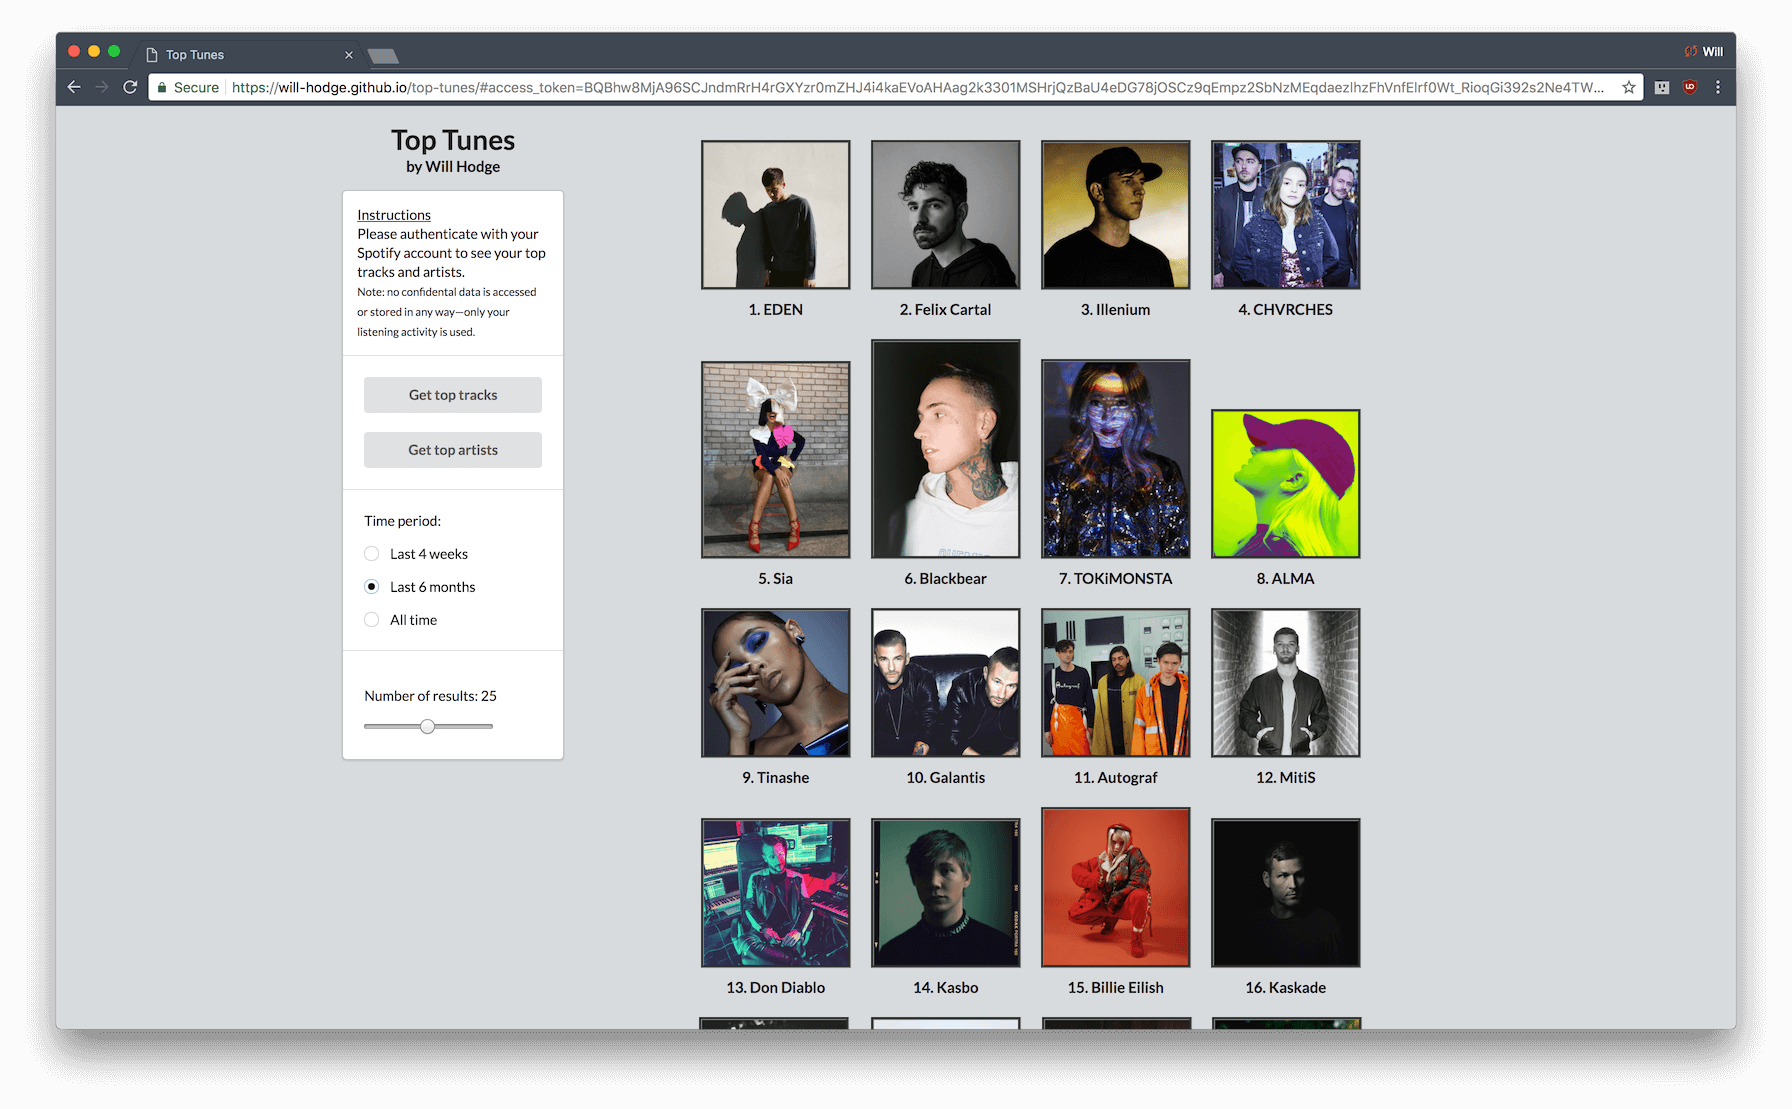 Top Tunes
Will
Secure
https://will-hodge.github.io/top-tunes/#access_token=BQBhw8MjA96SCJndmRrH4rGXYzr0mZHJ4i4kaEVoAHAag2k3301MSHrjQzBaU4eDG78jOSCz9qEmpz2SbNzMEqdaezIhzFhVnfElrf0Wt_RioqGi392s2Ne4TW...
Top Tunes
by Will Hodge
Instructions
Please authenticate with your
Spotify account to see your top
tracks and artists.
Note: no confidental data is accessed
or stored in any way—only your
listening activity is used.
Get top tracks
Get top artists
Time period:
Last 4 weeks
Last 6 months
All time
Number of results: 25
1. EDEN
2. Felix Cartal
3. Illenium
4. CHVRCHES
5. Sia
6. Blackbear
7. TOKiMONSTA
8. ALMA
9. Tinashe
10. Galantis
11. Autograf
12. MitiS
13. Don Diablo
14. Kasbo
15. Billie Eilish
16. Kaskade